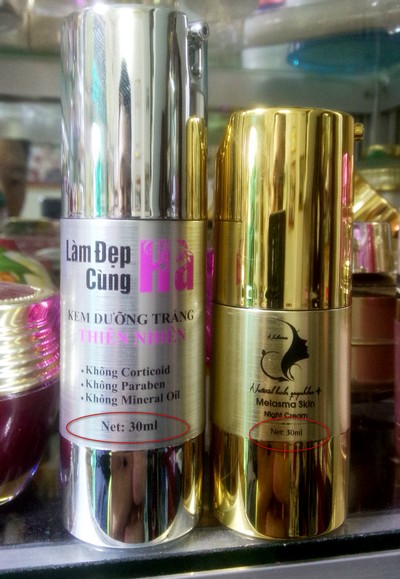 Làm Đẹp
Cùng
Hà
KEM DƯỠNG TRẮNG
THIÊN NHIÊN
• Không Corticoid
• Không Paraben
• Không Mineral Oil
Net: 30ml
Melasma Skin
Night Cream
Net: 30ml